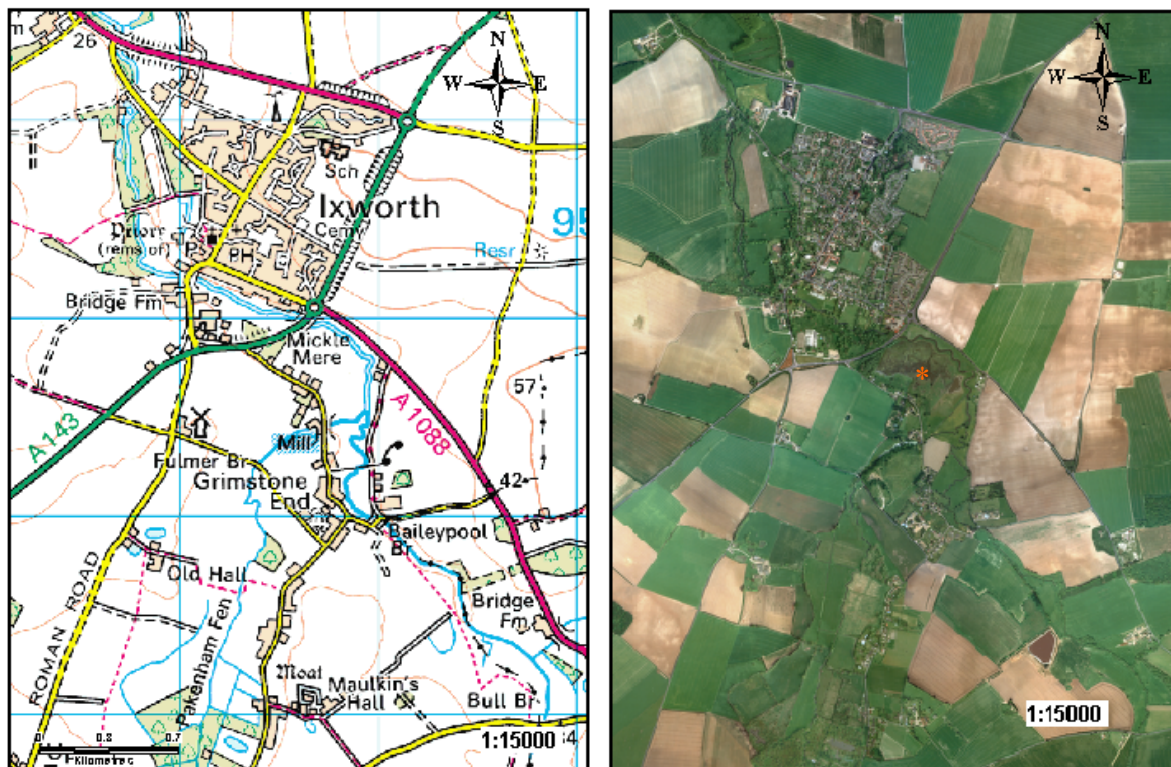 26
N
W E
S
Sch
Ixworth
Cemy
95
Resr
Priory
(rems of)
PH
Bridge Fm
Mickle
Mere
57
A 1088
A143
Mill
Fulmer Br
Grimstone
End
42
Baileypool
Br
Old Hall
ROMAN ROAD
Pakenham Fen
Bridge
Fm
Moat
Maulkin's
Hall
Bull Br
Kilometres
1:15000
N
W E
S
*
1:15000